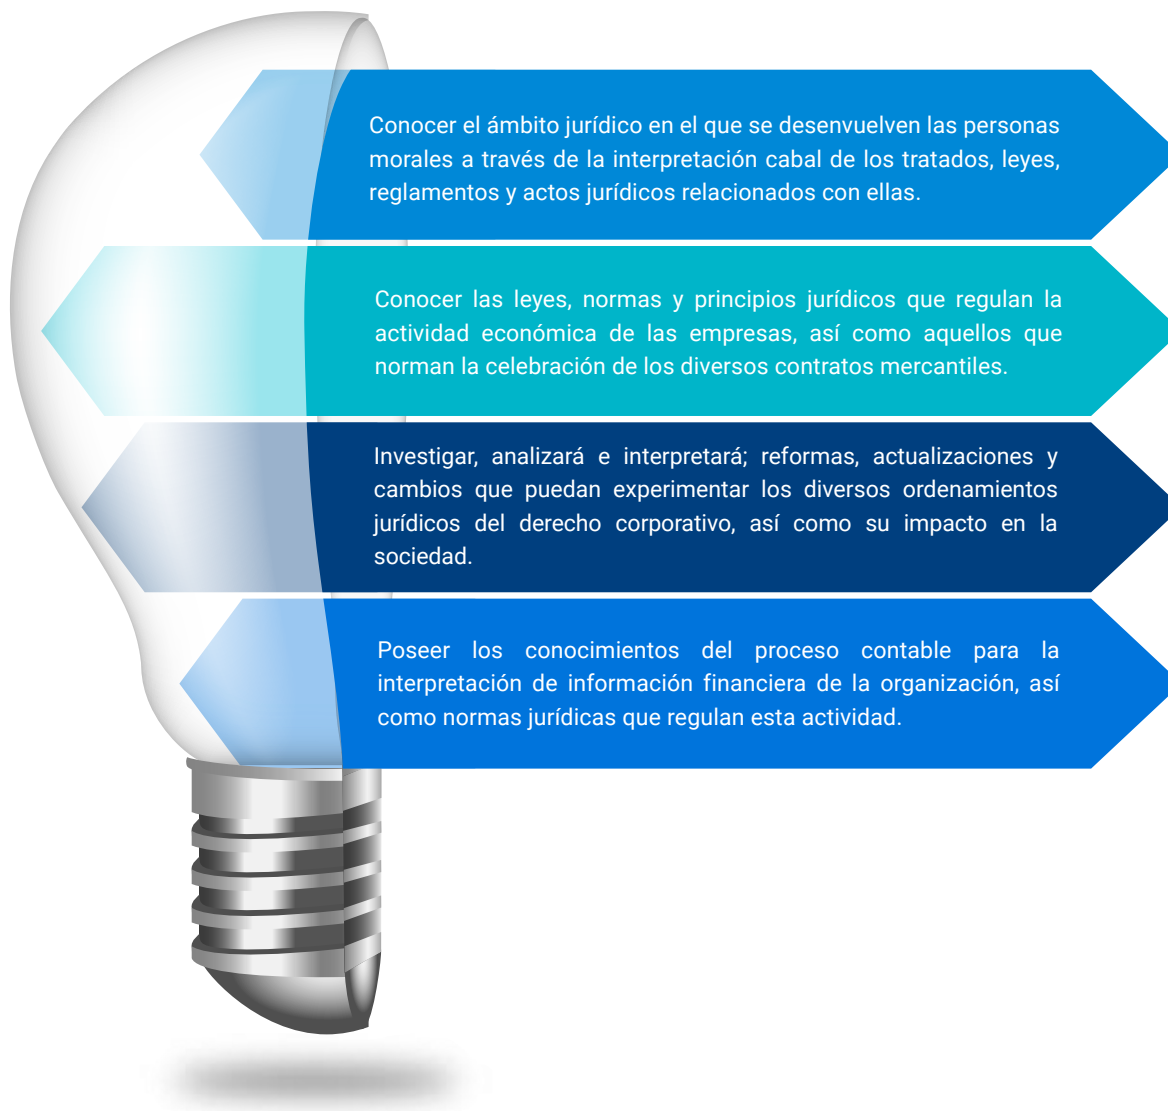 Conocer el ámbito jurídico en el que se desenvuelven las personas
morales a través de la interpretación cabal de los tratados, leyes,
reglamentos y actos jurídicos relacionados con ellas.
Conocer las leyes, normas y principios jurídicos que regulan la
actividad económica de las empresas, así como aquellos que
norman la celebración de los diversos contratos mercantiles.
Investigar, analizará e interpretará; reformas, actualizaciones y
cambios que puedan experimentar los diversos ordenamientos
jurídicos del derecho corporativo, así como su impacto en la
sociedad.
Poseer los conocimientos del proceso contable para la
interpretación de información financiera de la organización, así
como normas jurídicas que regulan esta actividad.